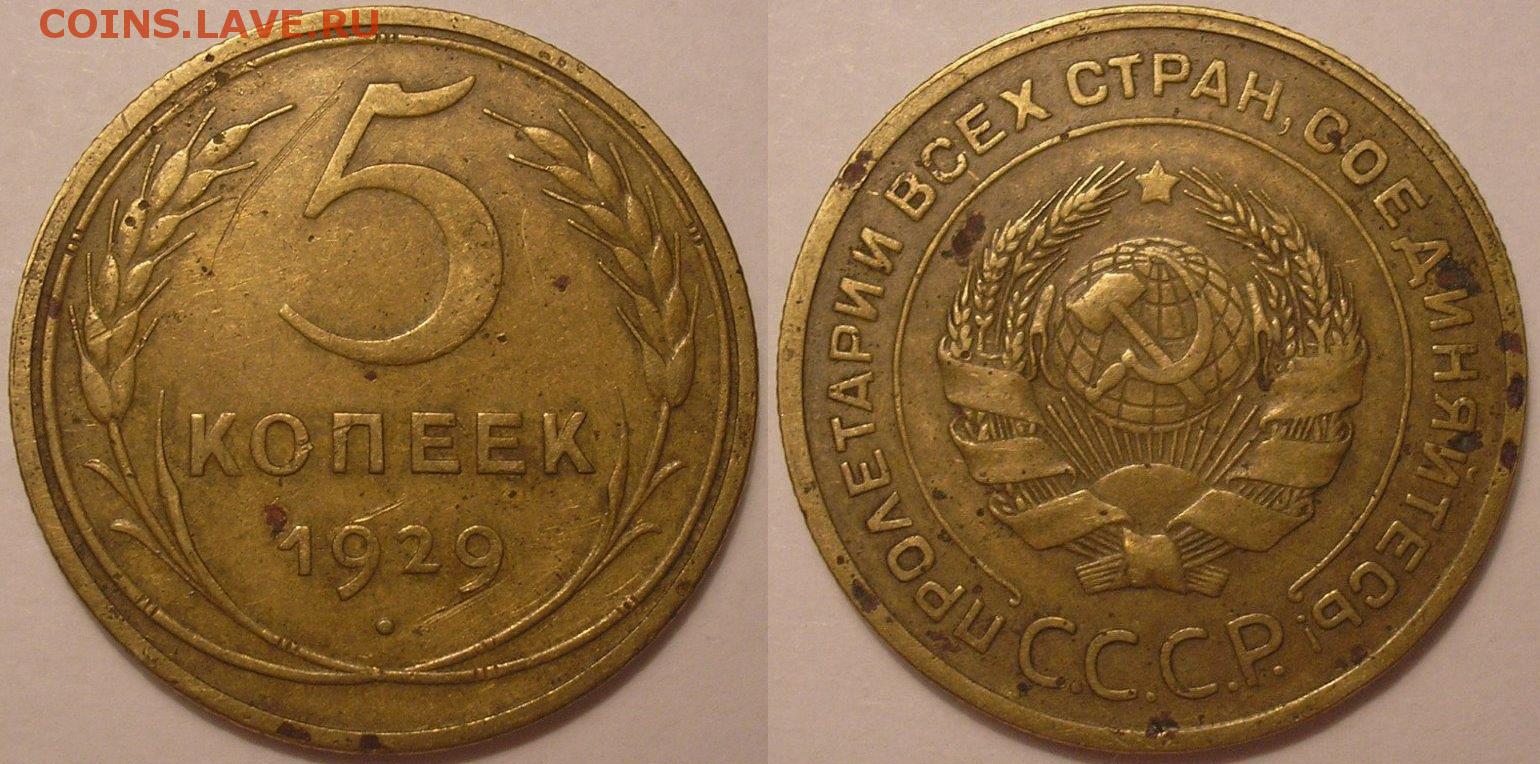 COINS.LAVE.RU
5
КОПЕЕК
1929
ПРОЛЕТАРИИ ВСЕХ СТРАН, СОЕДИНЯЙТЕСЬ!
С.С.С.Р.